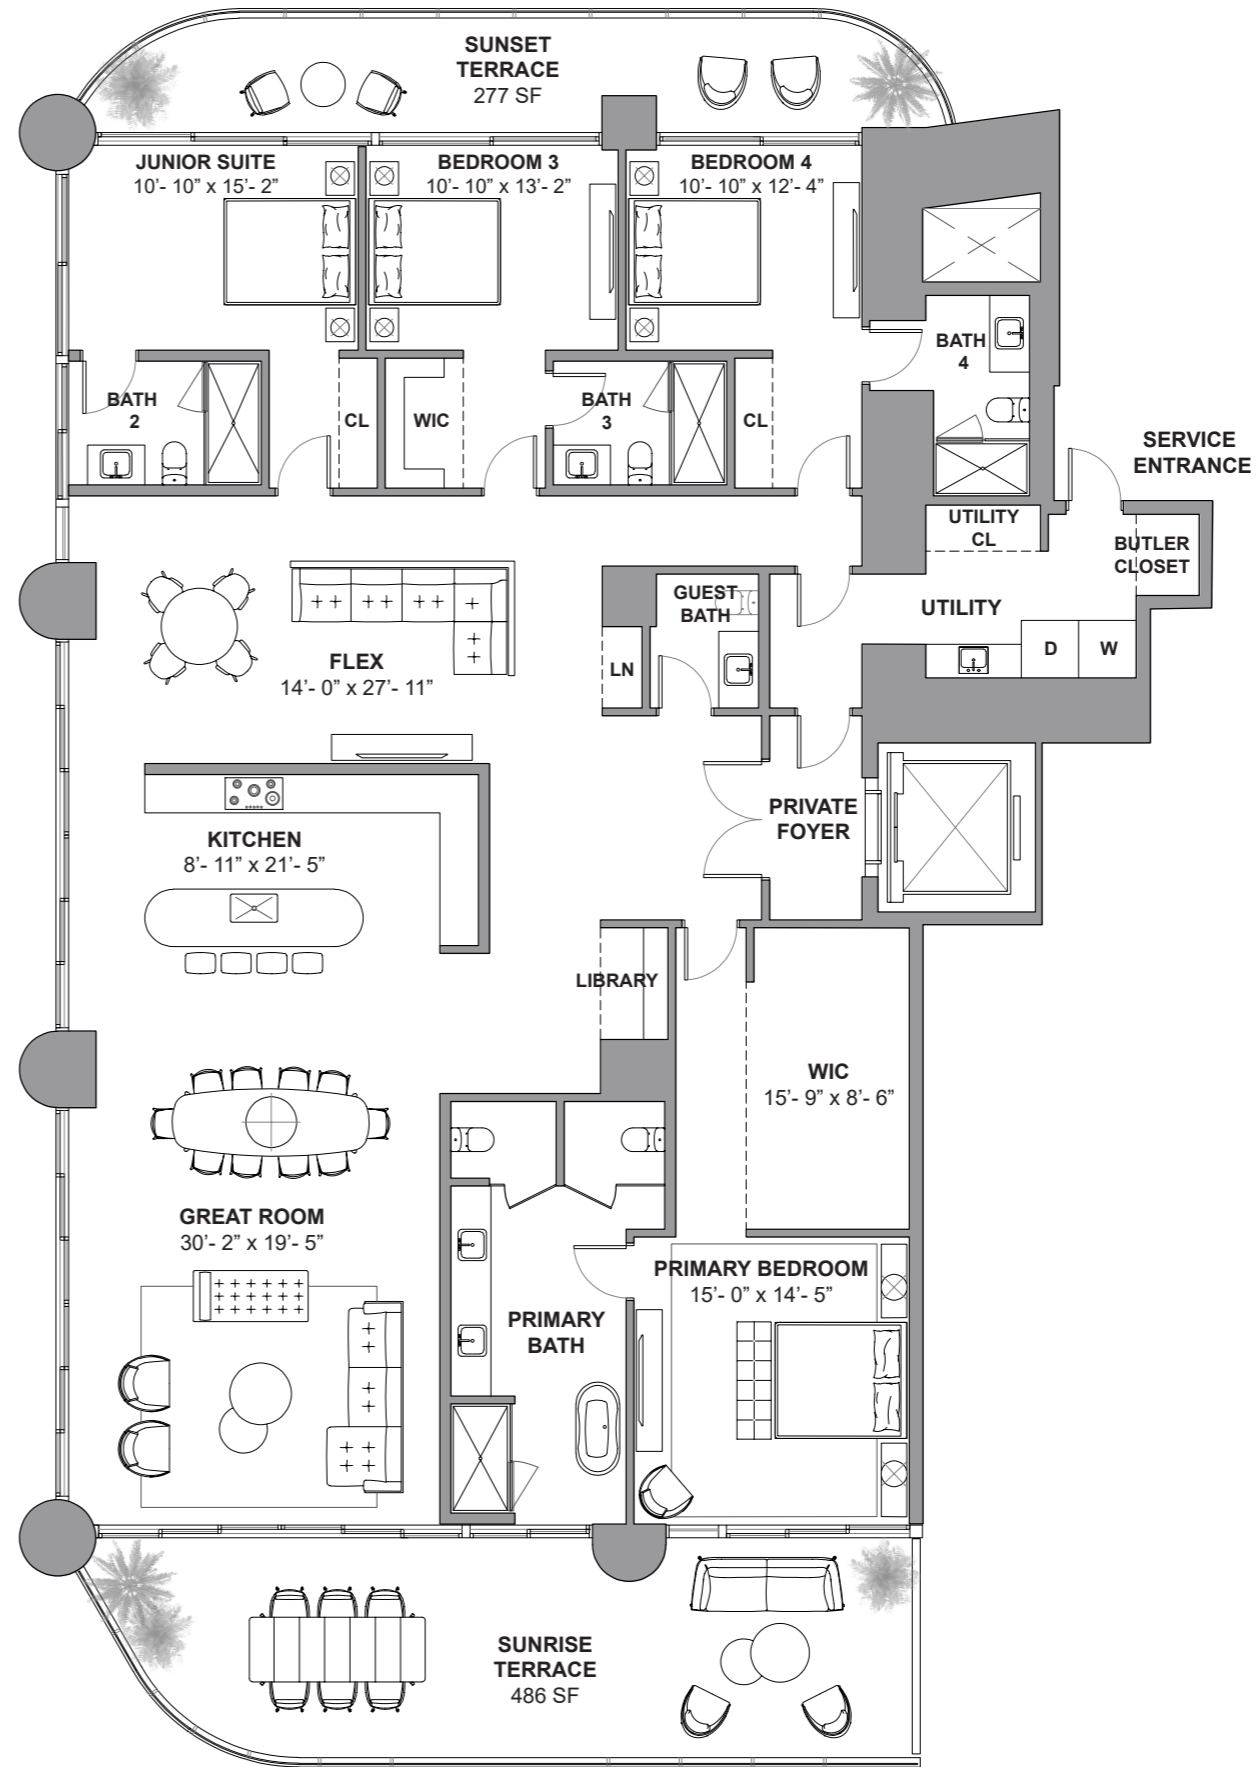 SUNSET
TERRACE
277 SF
JUNIOR SUITE
10’- 10” x 15’- 2”
BEDROOM 3
10’- 10” x 13’- 2”
BEDROOM 4
10’- 10” x 12’- 4”
BATH
4
BATH
2
CL
WIC
BATH
3
CL
SERVICE
ENTRANCE
UTILITY
CL
BUTLER
CLOSET
GUEST
BATH
UTILITY
D
W
LN
FLEX
14’- 0” x 27’- 11”
PRIVATE
FOYER
KITCHEN
8’- 11” x 21’- 5”
LIBRARY
WIC
15’- 9” x 8’- 6”
GREAT ROOM
30’- 2” x 19’- 5”
PRIMARY BEDROOM
15’- 0” x 14’- 5”
PRIMARY
BATH
SUNRISE
TERRACE
486 SF